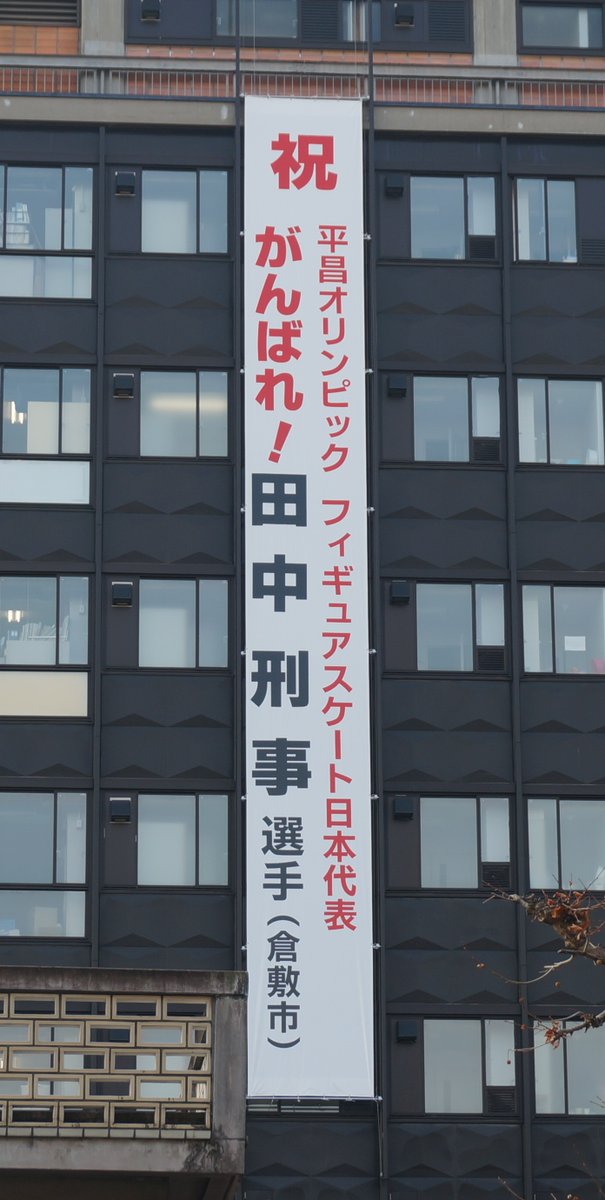 祝
平昌オリンピック フィギュアスケート日本代表
がんばれ！田中刑事選手（倉敷市）